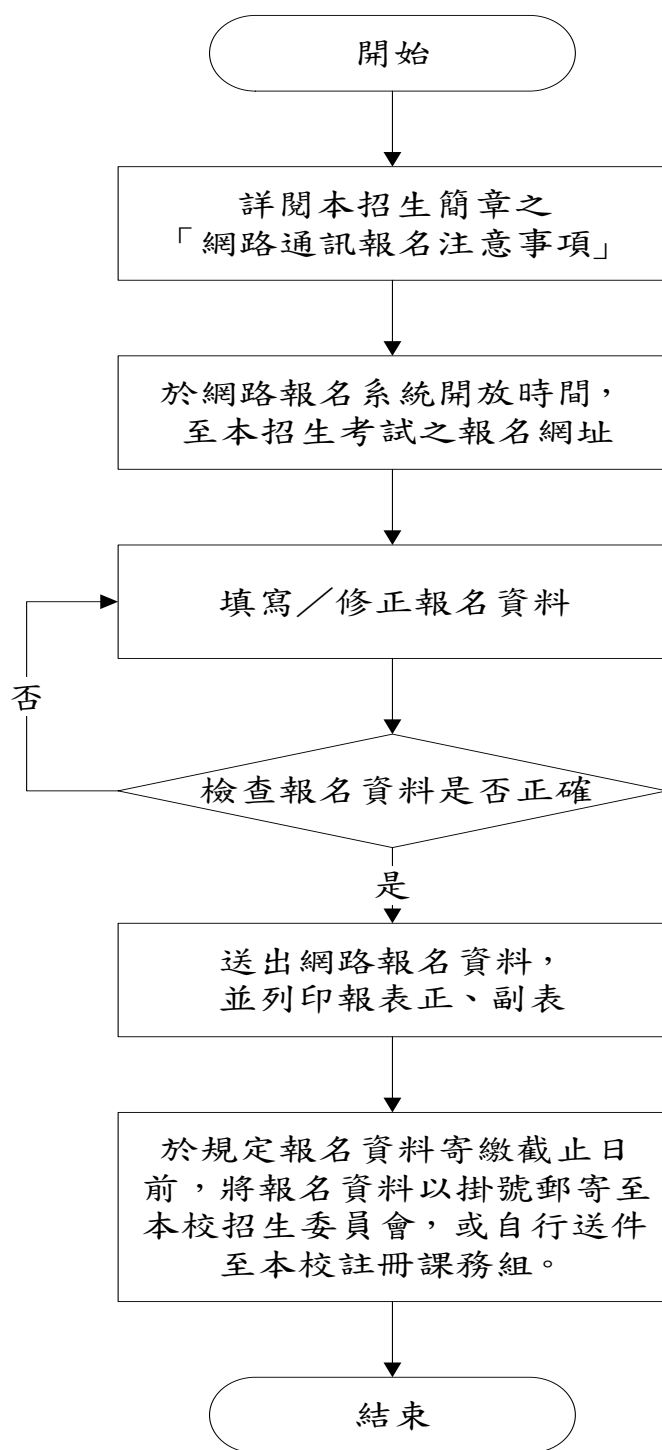 開始
詳閱本招生簡章之
「網路通訊報名注意事項」
於網路報名系統開放時間，
至本招生考試之報名網址
填寫／修正報名資料
否
檢查報名資料是否正確
是
送出網路報名資料，
並列印報表正、副表
於規定報名資料寄繳截止日
前，將報名資料以掛號郵寄至
本校招生委員會，或自行送件
至本校註冊課務組。
結束